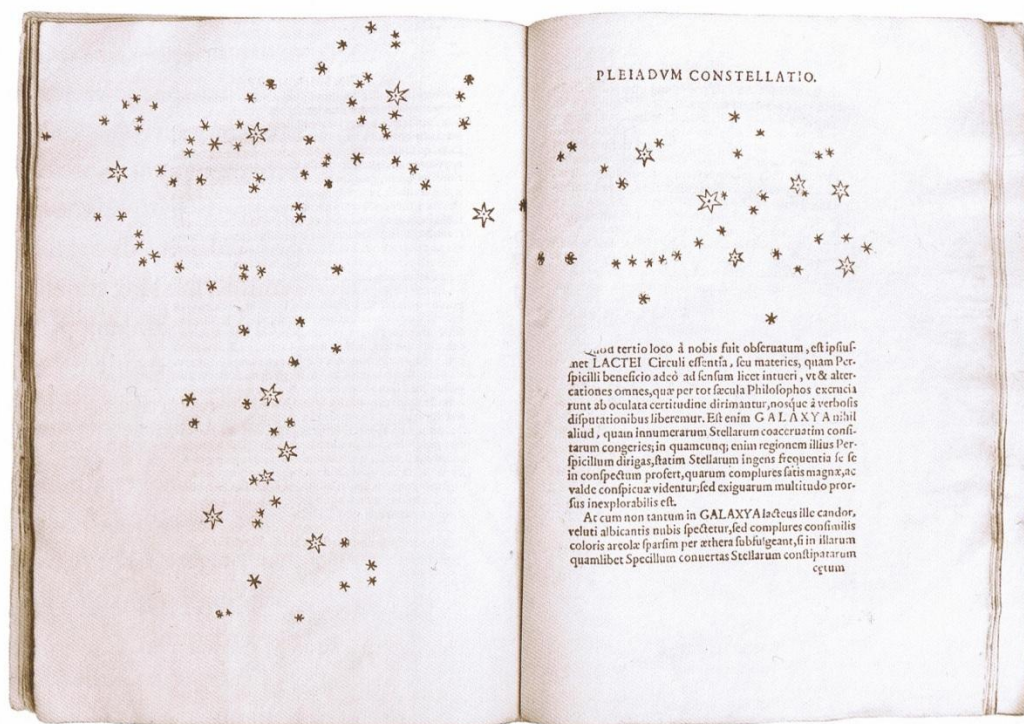 PLEIADVM CONSTELLATIO.
Quod tertio loco à nobis fuit obſeruatum, eſt ipſiuſ-
met LACTEI Circuli eſſentia, ſeu materies, quam Per-
ſpicilli beneficio adeò ad ſenſum licet intueri, vt & alter-
cationes omnes, quæ per tot ſæcula Philoſophos excrucia
runt ab oculata certitudine dirimantur, nosque à verboſis
diſputationibus liberemur. Eſt enim GALAXYA nihil
aliud, quam innumerarum Stellarum coaceruatim conſi-
tarum congeries; in quamcunq; enim regionem illius Per-
ſpicillum dirigas, ſtatim Stellarum ingens frequentia ſe ſe
in conſpectum profert, quarum complures ſatis magnæ, ac
valde conſpicuæ videntur; ſed exiguarum multitudo pror-
ſus inexplorabilis eſt.
At cum non tantum in GALAXYA lacteus ille candor,
veluti albicantis nubis ſpectetur, ſed complures conſimilis
coloris areolæ ſparſim per æthera ſubfulgeant, ſi in illarum
quamlibet Specillum conuertas Stellarum conſtipatarum
cętum